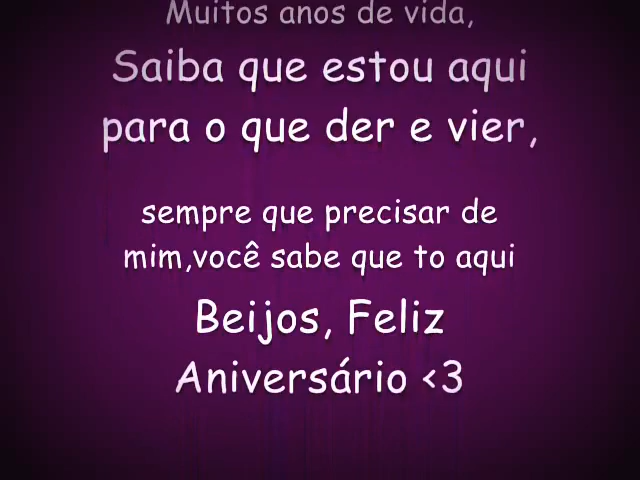 Muitos anos de vida,
Saiba que estou aqui
para o que der e vier,
sempre que precisar de
mim,você sabe que to aqui
Beijos, Feliz
Aniversário <3